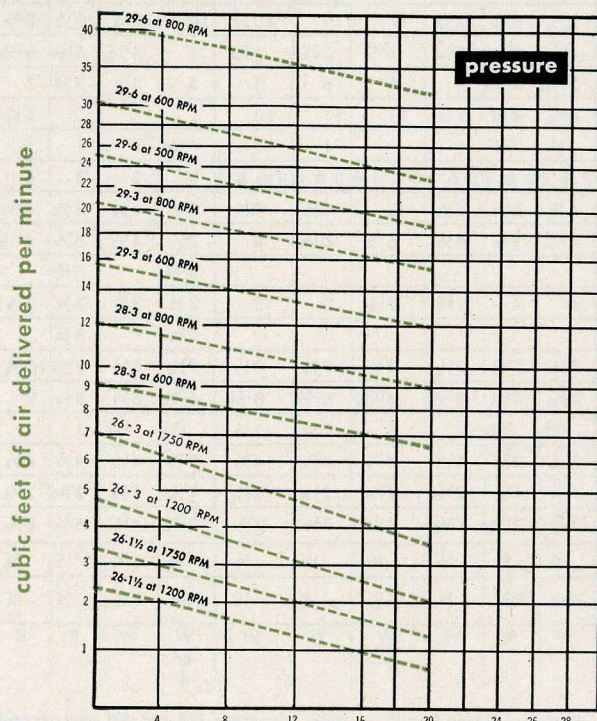 29-6 at 800 RPM
40
pressure
35
29-6 at 600 RPM
30
28
29-6 at 500 RPM
26
24
22
29-3 at 800 RPM
20
18
29-3 at 600 RPM
16
14
28-3 at 800 RPM
12
10
28-3 at 600 RPM
9
8
26-3 at 1750 RPM
7
6
26-3 at 1200 RPM
5
4
26-1½ at 1750 RPM
3
26-1½ at 1200 RPM
2
1
cubic feet of air delivered per minute
4 8 12 16 20 24 26 28